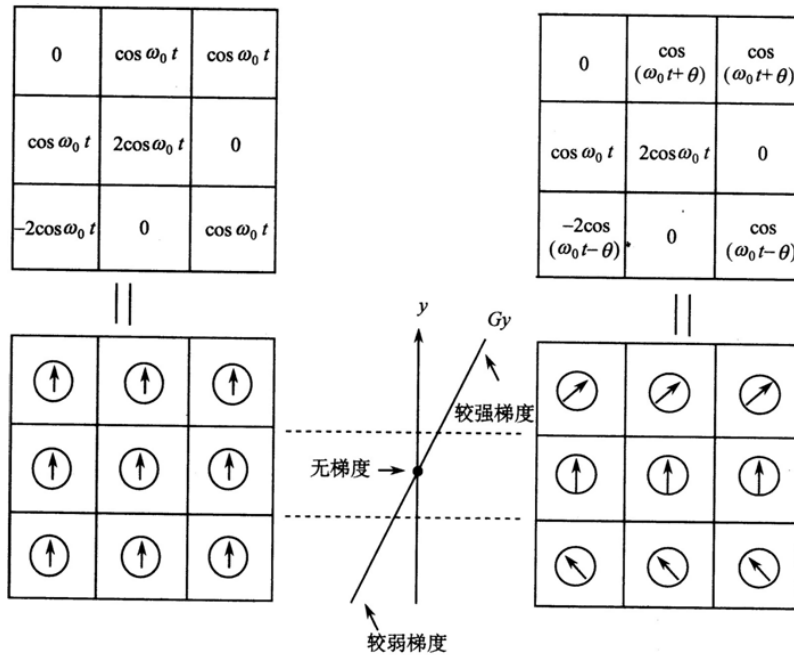 0 cos ω₀ t cos ω₀ t
cos ω₀ t 2cos ω₀ t 0
−2cos ω₀ t 0 cos ω₀ t
0 cos (ω₀ t+ θ) cos (ω₀ t+ θ)
cos ω₀ t 2cos ω₀ t 0
−2cos (ω₀ t− θ) 0 cos (ω₀ t− θ)
y
Gy
较强梯度
无梯度
较弱梯度